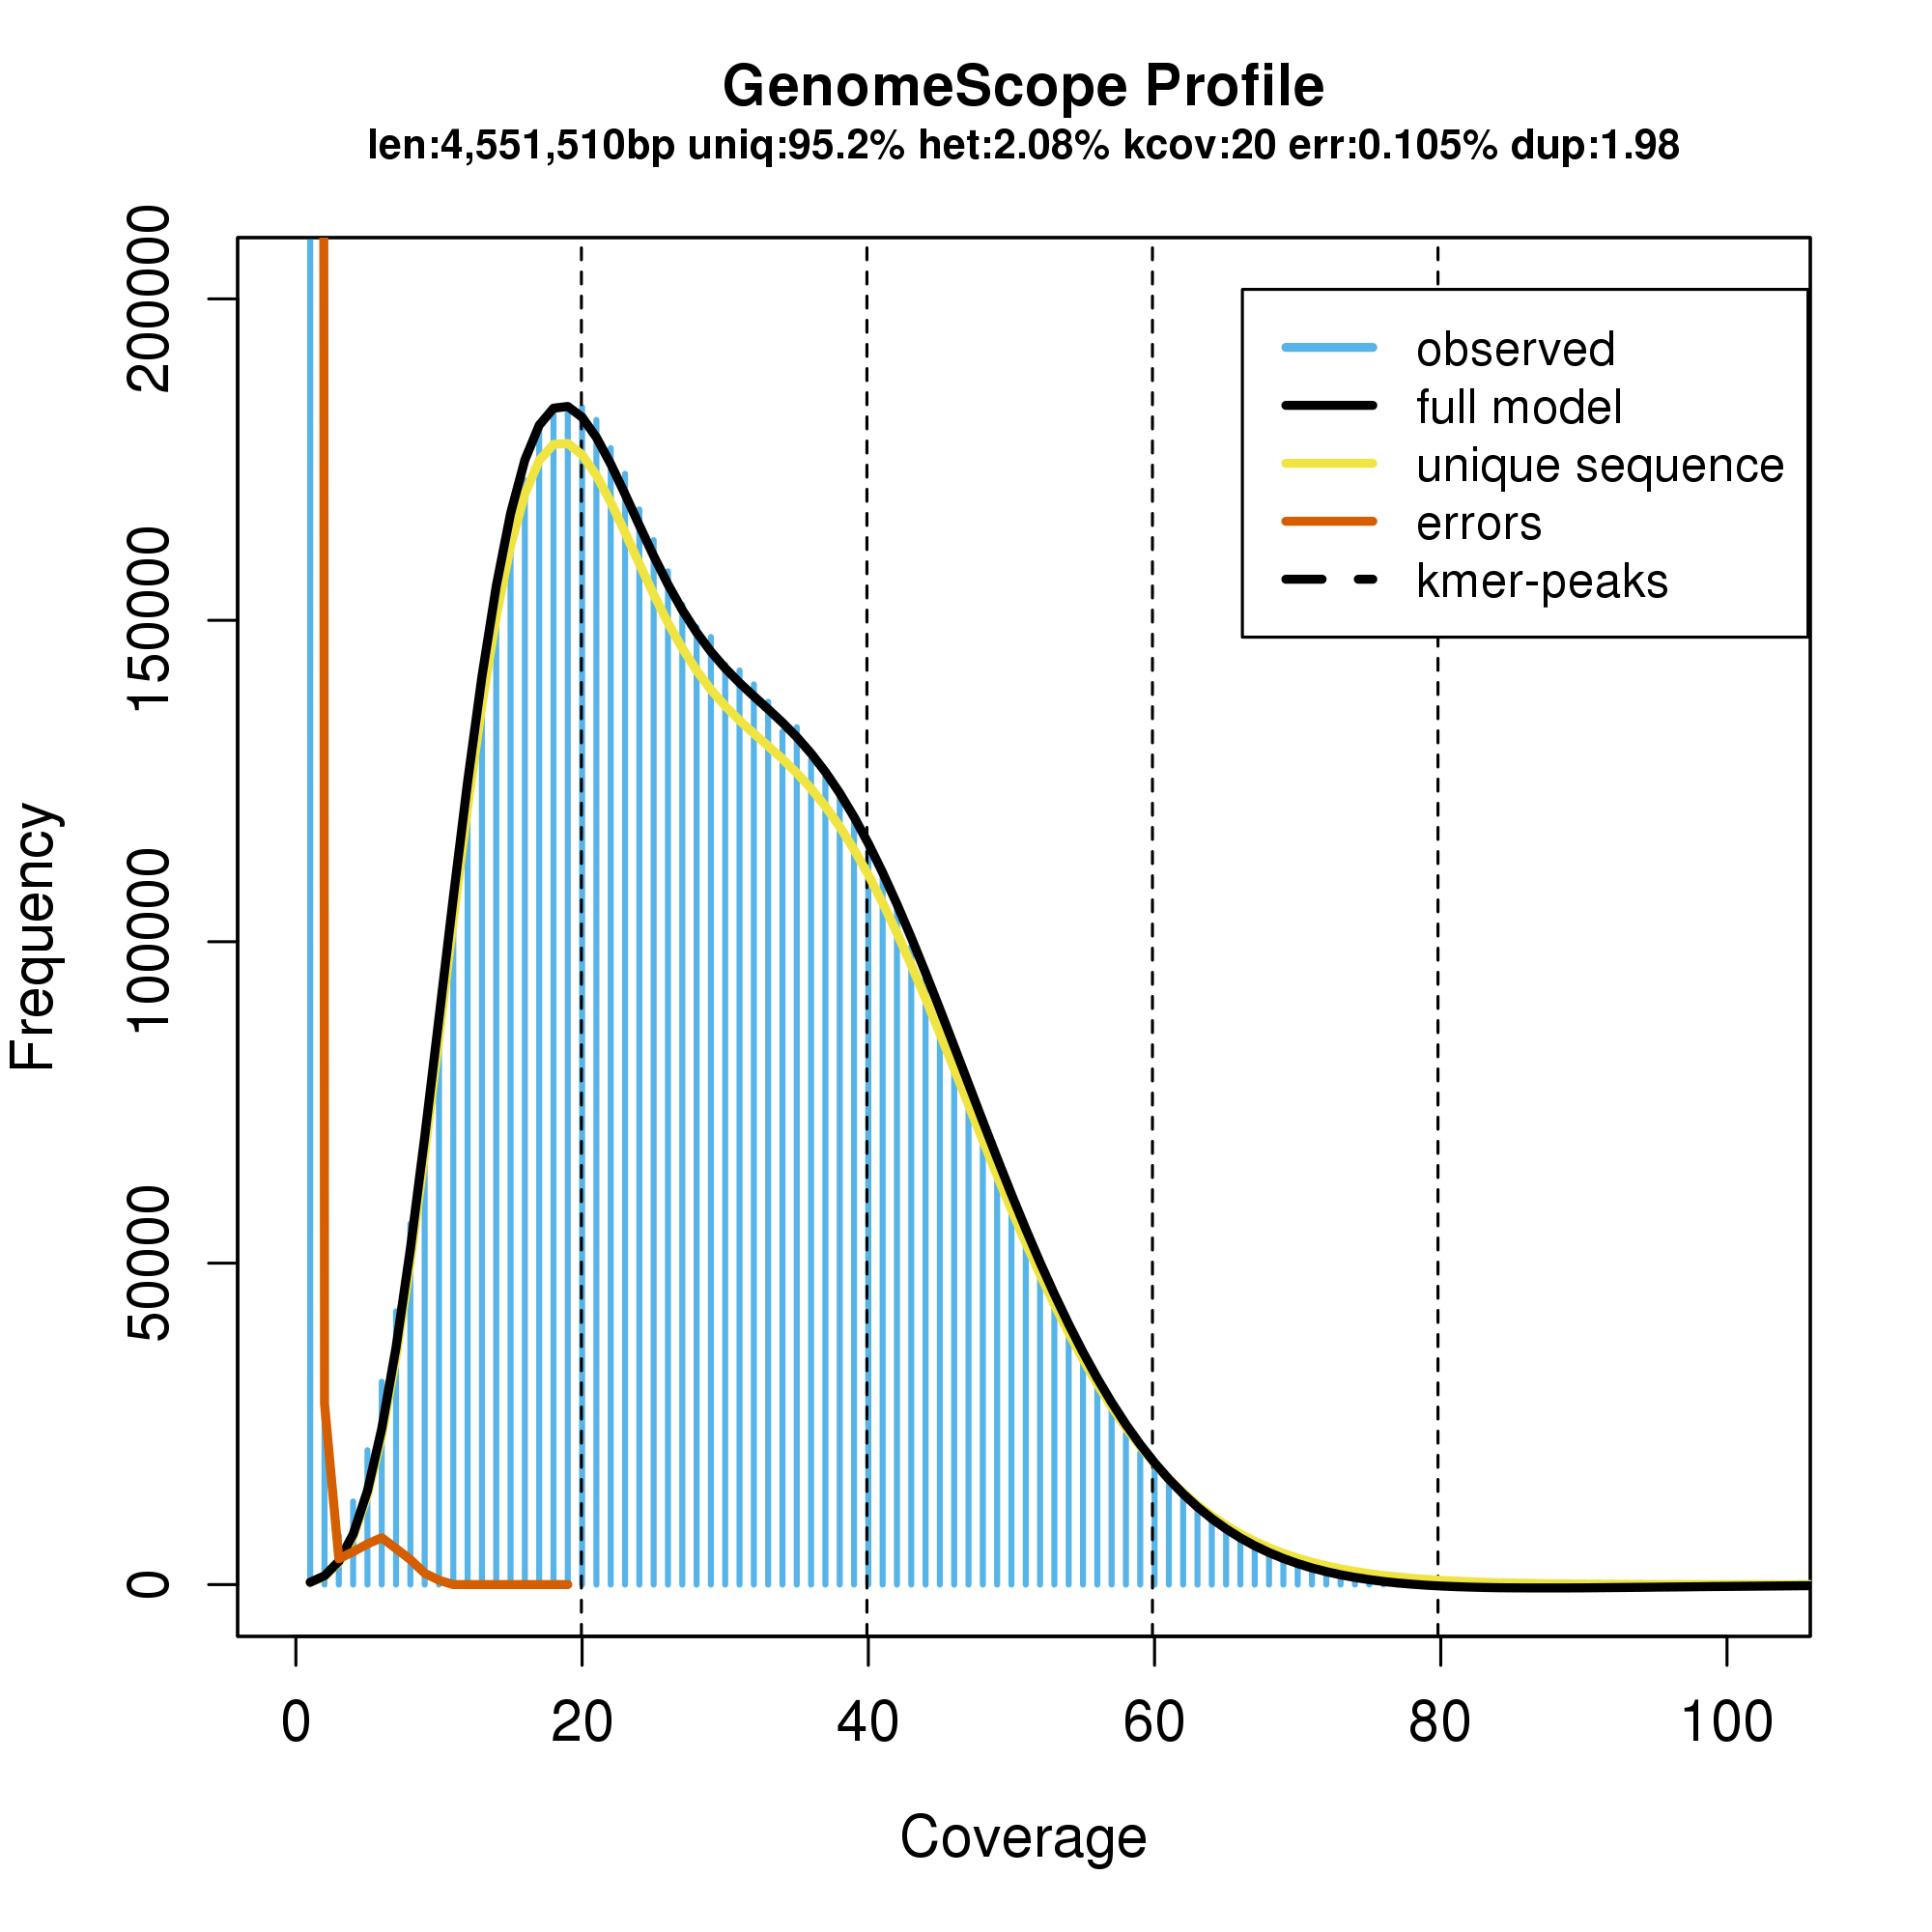 GenomeScope Profile
len:4,551,510bp uniq:95.2% het:2.08% kcov:20 err:0.105% dup:1.98
observed
full model
unique sequence
errors
kmer-peaks
Frequency
200000
150000
100000
50000
0
0 20 40 60 80 100
Coverage